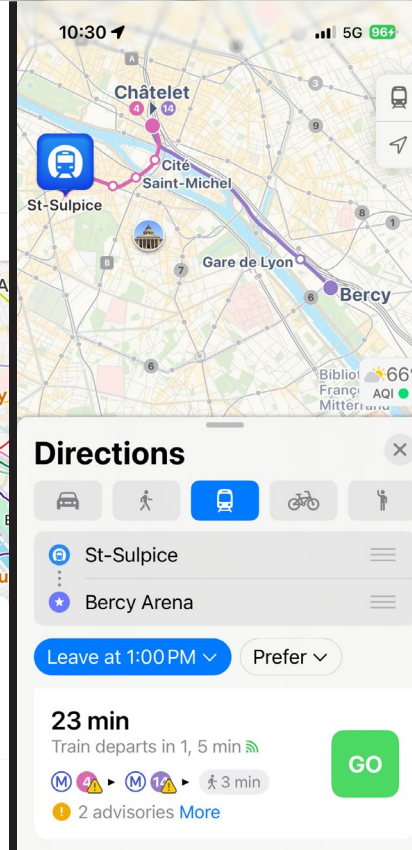 10:30
5G 96
A
Châtelet
4 14
3
9
Cité
Saint-Michel
St-Sulpice
8
1
B
7
Gare de Lyon
6
Bercy
6
66°
AQI
Directions
St-Sulpice
Bercy Arena
Leave at 1:00 PM
Prefer
23 min
Train departs in 1, 5 min
M 4 M 14 3 min
GO
2 advisories More